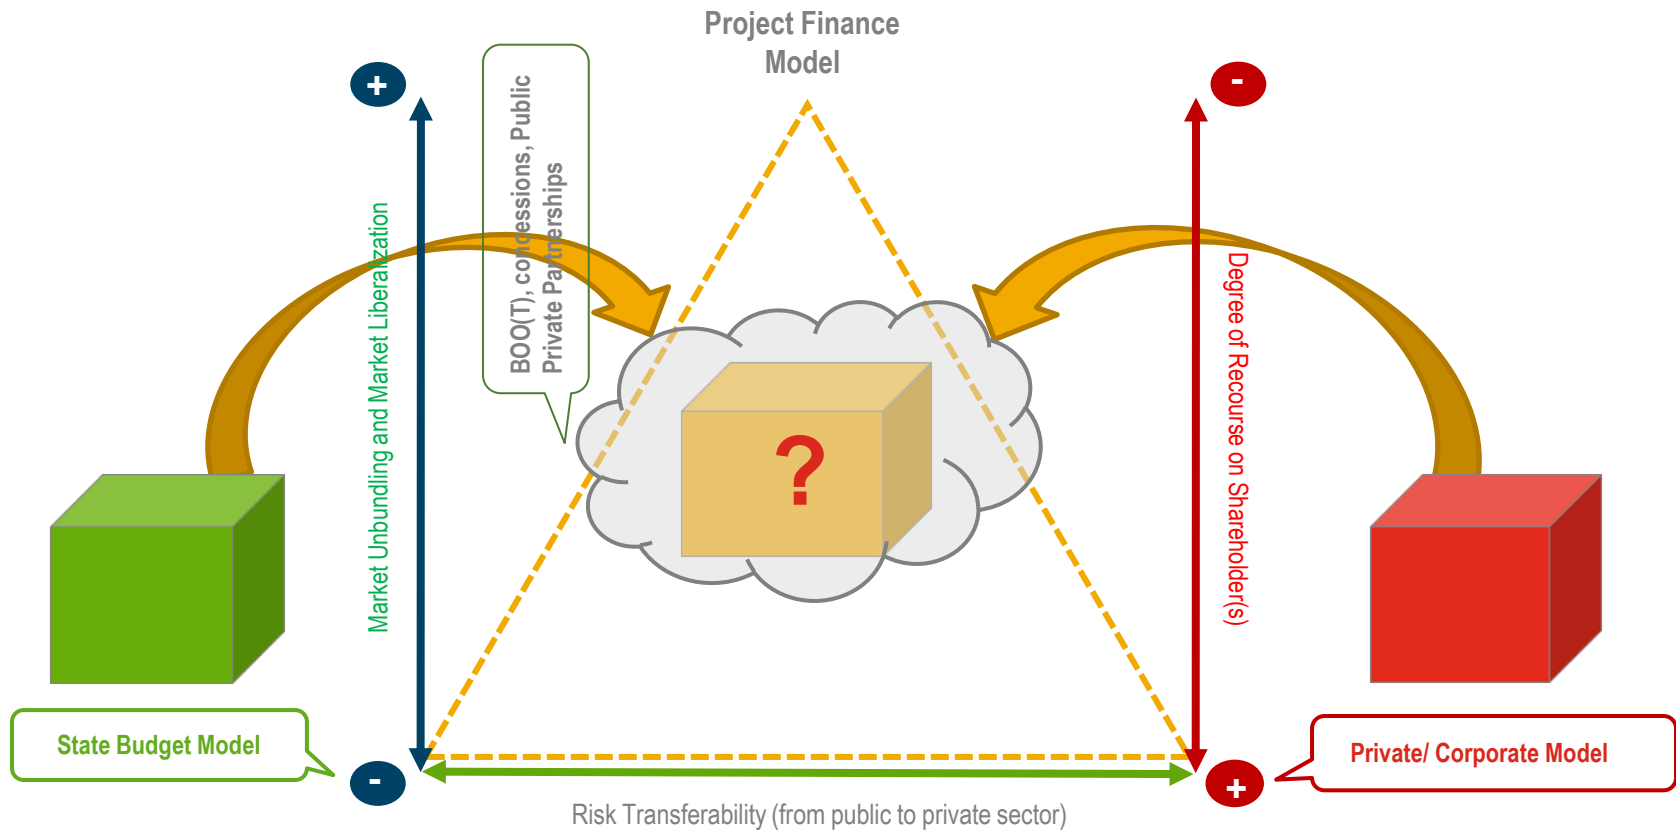 Project Finance
Model
+
-
BOO(T), concessions, Public
Private Partnerships
Market Unbundling and Market Liberalization
Degree of Recourse on Shareholder(s)
?
State Budget Model
Private/ Corporate Model
-
+
Risk Transferability (from public to private sector)